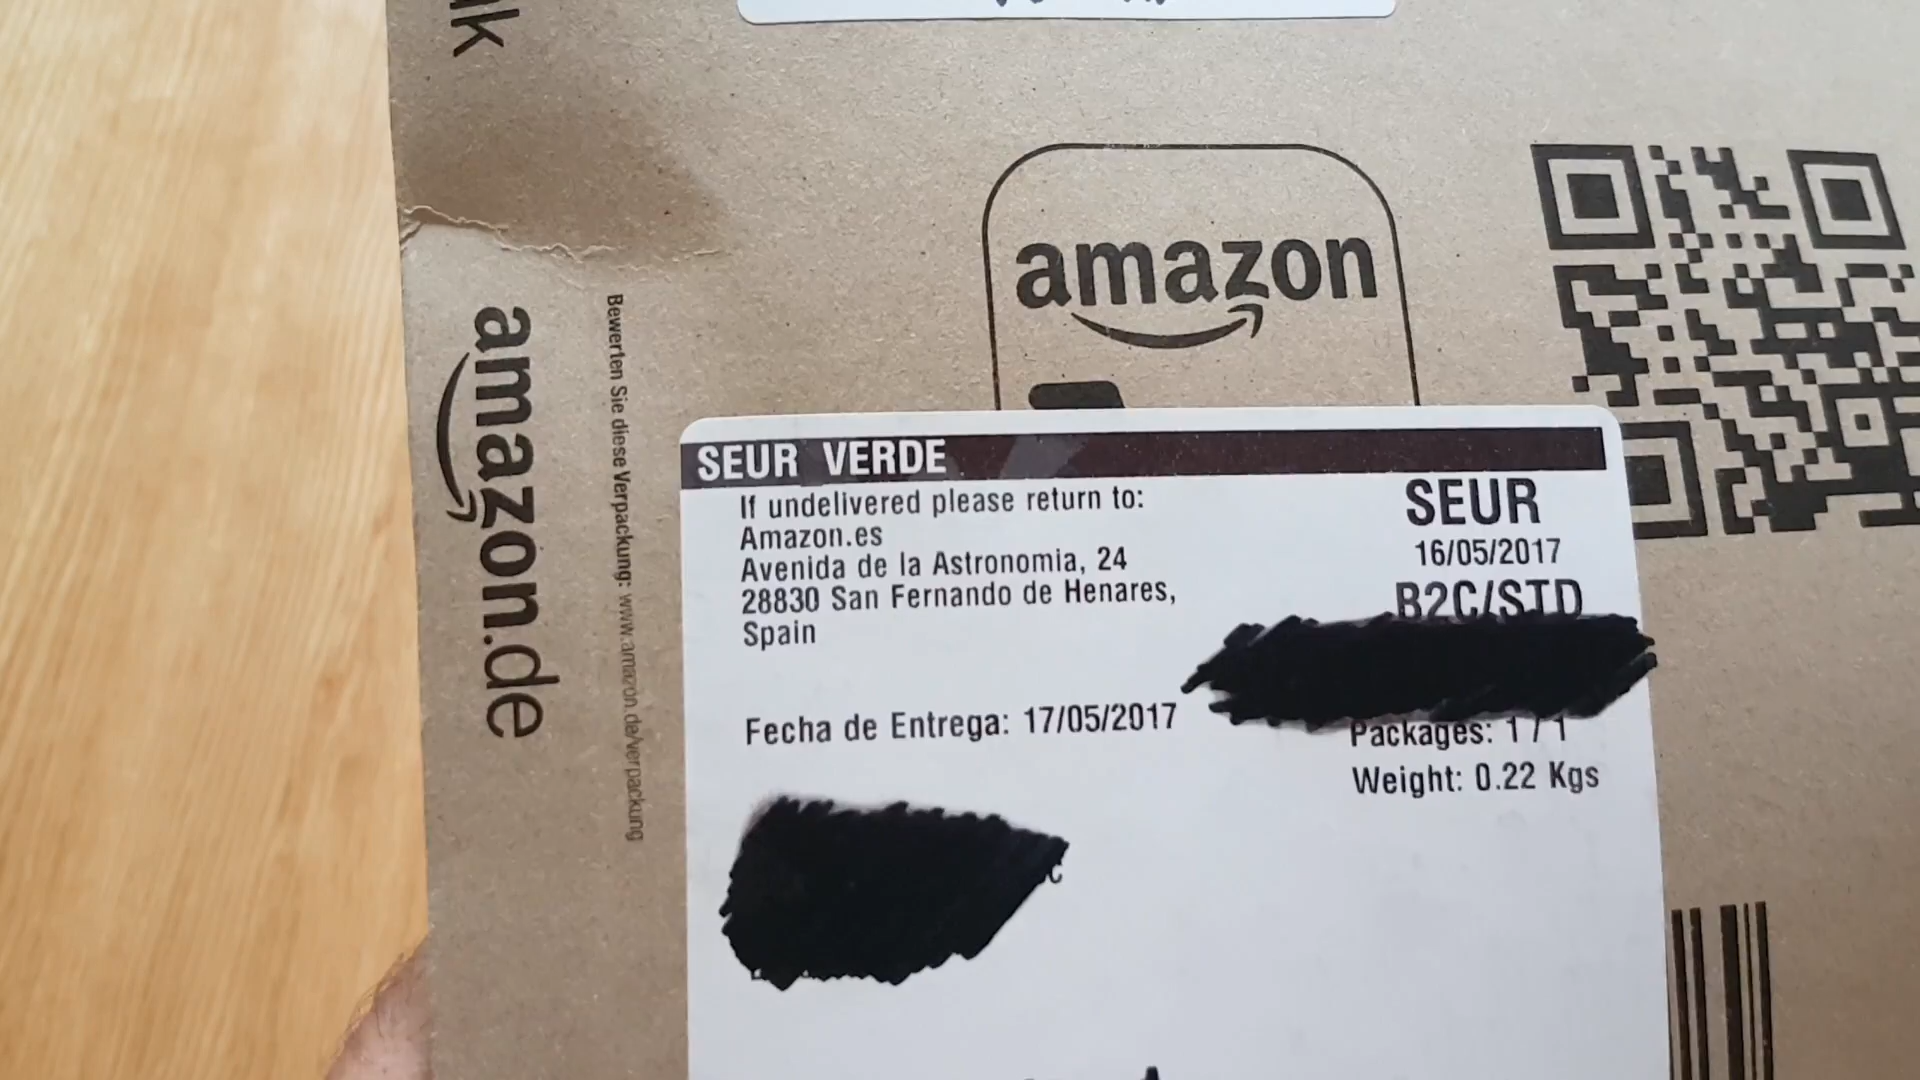 lk
amazon
amazon.de
Bewerten Sie diese Verpackung: www.amazon.de/verpackung
SEUR VERDE
If undelivered please return to:
Amazon.es
Avenida de la Astronomia, 24
28830 San Fernando de Henares,
Spain
SEUR
16/05/2017
B2C/STD
Fecha de Entrega: 17/05/2017
Packages: 1 / 1
Weight: 0.22 Kgs